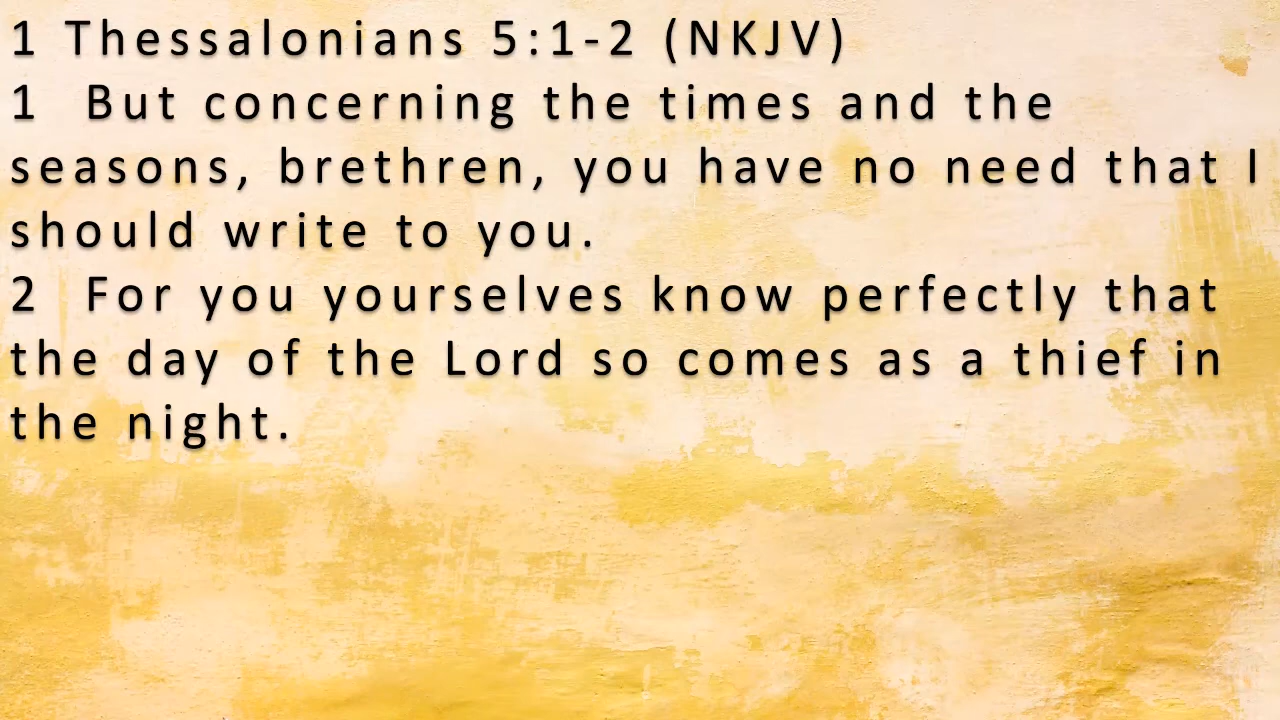 1 Thessalonians 5:1-2 (NKJV)
1 But concerning the times and the
seasons, brethren, you have no need that I
should write to you.
2 For you yourselves know perfectly that
the day of the Lord so comes as a thief in
the night.